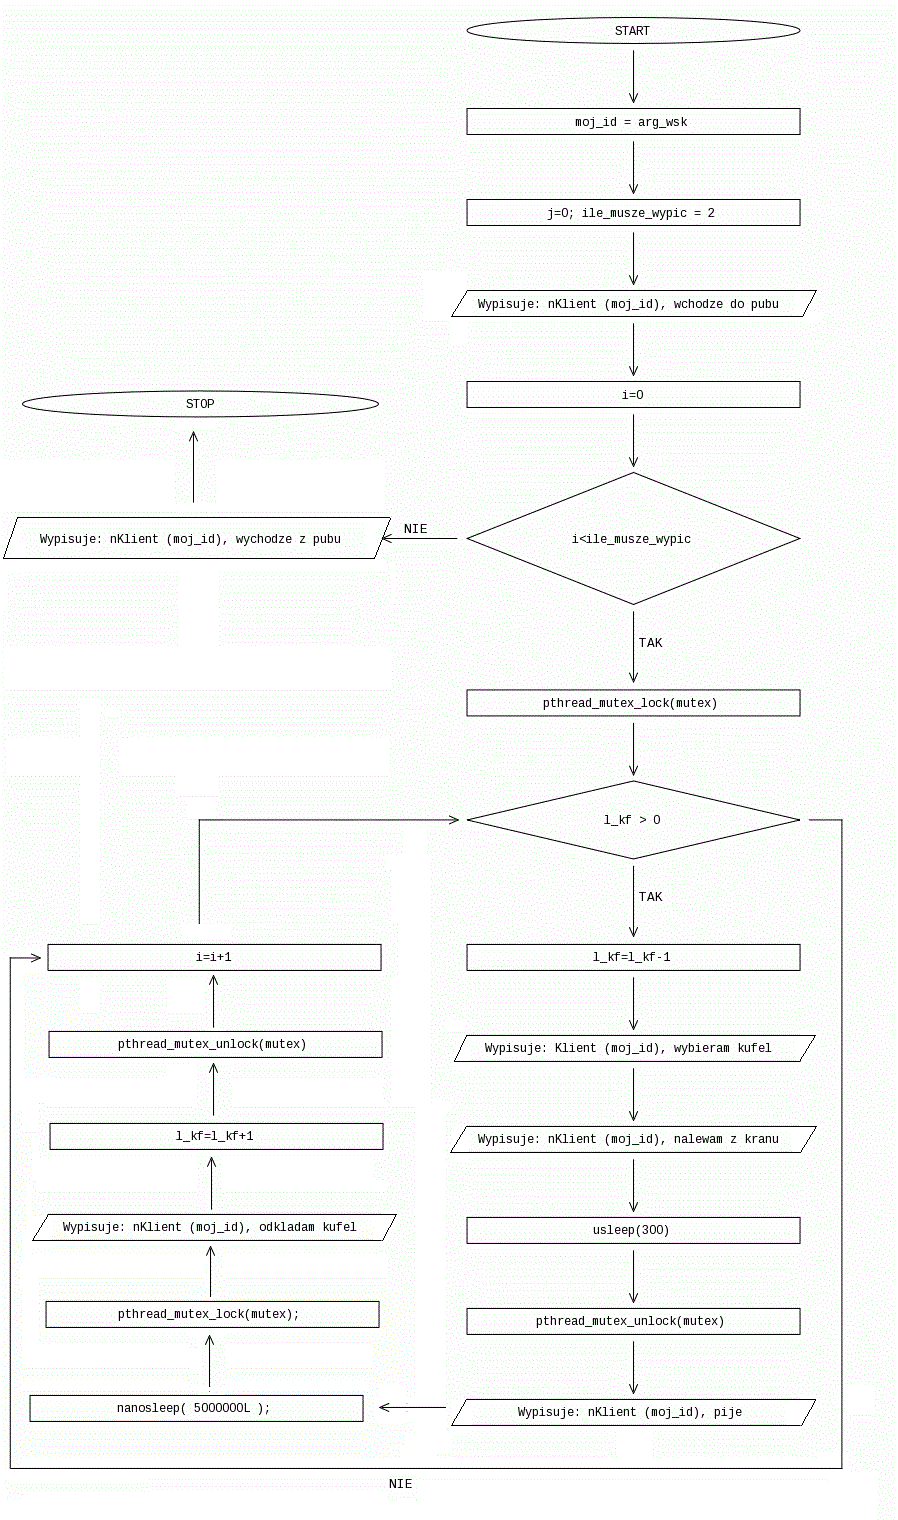 START
moj_id = arg_wsk
j=0; ile_musze_wypic = 2
Wypisuje: nKlient (moj_id), wchodze do pubu
i=0
STOP
i<ile_musze_wypic
NIE
Wypisuje: nKlient (moj_id), wychodze z pubu
TAK
pthread_mutex_lock(mutex)
l_kf > 0
TAK
l_kf=l_kf-1
Wypisuje: Klient (moj_id), wybieram kufel
Wypisuje: nKlient (moj_id), nalewam z kranu
usleep(300)
pthread_mutex_unlock(mutex)
Wypisuje: nKlient (moj_id), pije
nanosleep( 5000000L );
pthread_mutex_lock(mutex);
Wypisuje: nKlient (moj_id), odkladam kufel
l_kf=l_kf+1
pthread_mutex_unlock(mutex)
i=i+1
NIE